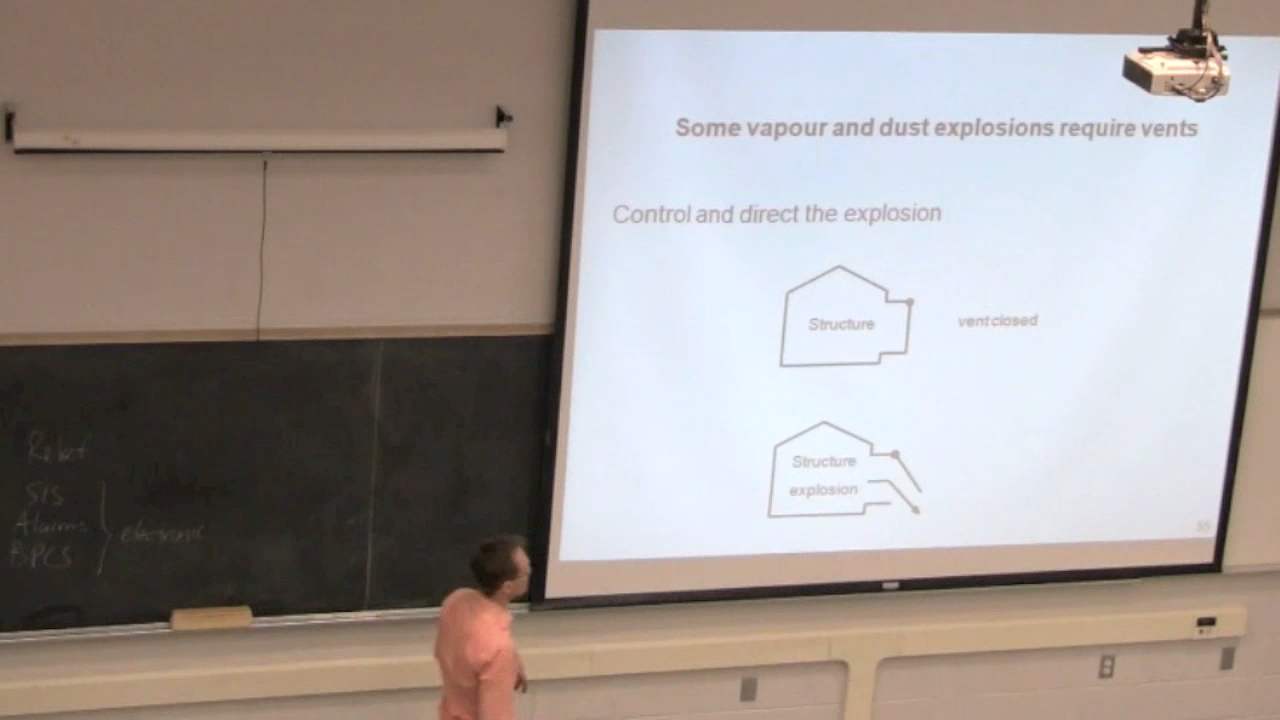 Some vapour and dust explosions require vents
Control and direct the explosion
Structure
vent closed
Structure
explosion
55
Relief
SIS
Alarms
BPCS
electronic